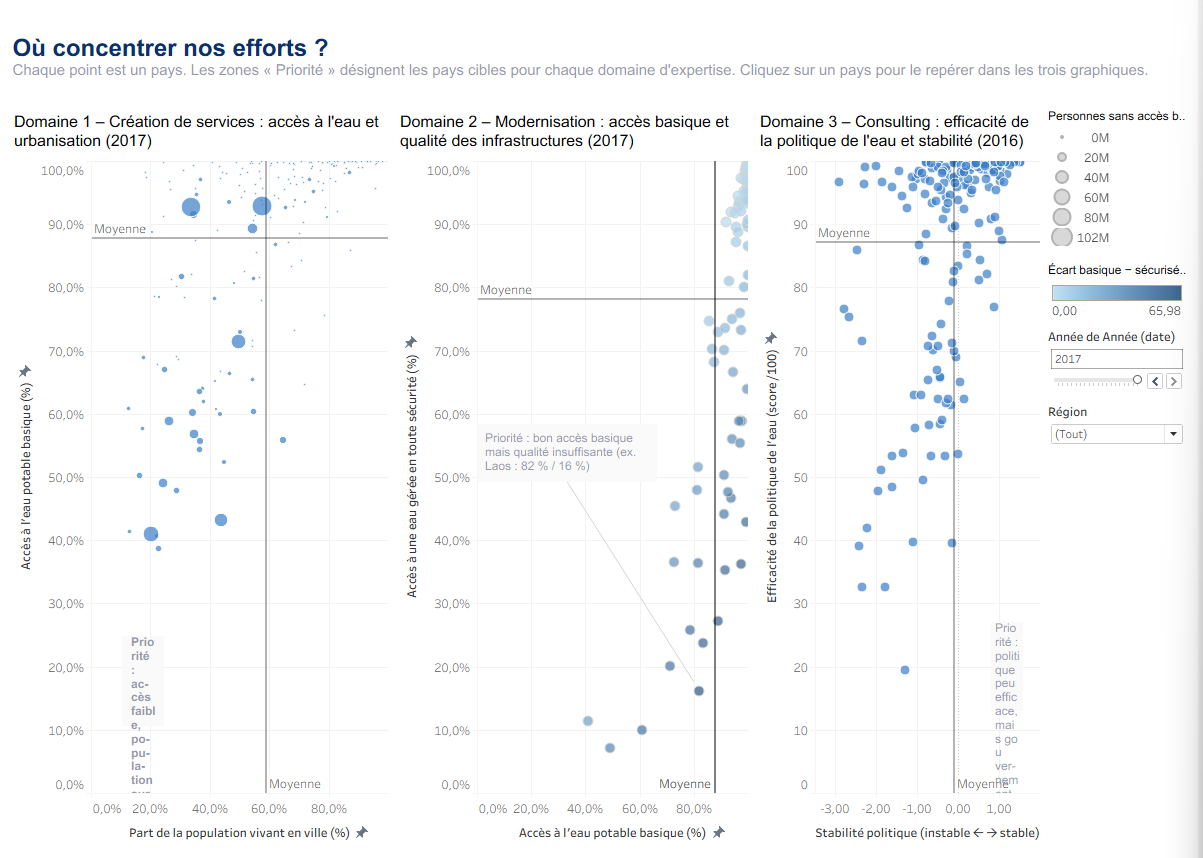 Où concentrer nos efforts ?
Chaque point est un pays. Les zones « Priorité » désignent les pays cibles pour chaque domaine d'expertise. Cliquez sur un pays pour le repérer dans les trois graphiques.
Domaine 1 – Création de services : accès à l'eau et
urbanisation (2017)
100,0%
90,0%
80,0%
70,0%
60,0%
50,0%
40,0%
30,0%
20,0%
10,0%
0,0%
Accès à l'eau potable basique (%)
Moyenne
Prio
rité
:
ac-
cès
faibl
e,
po-
pu-
la-
tion
Moyenne
0,0%
20,0%
40,0%
60,0%
80,0%
Part de la population vivant en ville (%)
Domaine 2 – Modernisation : accès basique et
qualité des infrastructures (2017)
100,0%
90,0%
80,0%
70,0%
60,0%
50,0%
40,0%
30,0%
20,0%
10,0%
0,0%
Accès à une eau gérée en toute sécurité (%)
Moyenne
Priorité : bon accès basique
mais qualité insuffisante (ex.
Laos : 82 % / 16 %)
Moyenne
0,0%
20,0%
40,0%
60,0%
80,0%
Accès à l'eau potable basique (%)
Domaine 3 – Consulting : efficacité de
la politique de l'eau et stabilité (2016)
100
90
80
70
60
50
40
30
20
10
0
Efficacité de la politique de l'eau (score /100)
Moyenne
Prio
rité :
politi
que
peu
effic
ace,
mai
s go
u
ver-
nem
Moyenne
-3,00
-2,00
-1,00
0,00
1,00
Stabilité politique (instable ← → stable)
Personnes sans accès b..
0M
20M
40M
60M
80M
102M
Écart basique – sécurisé..
0,00
65,98
Année de Année (date)
2017
Région
(Tout)